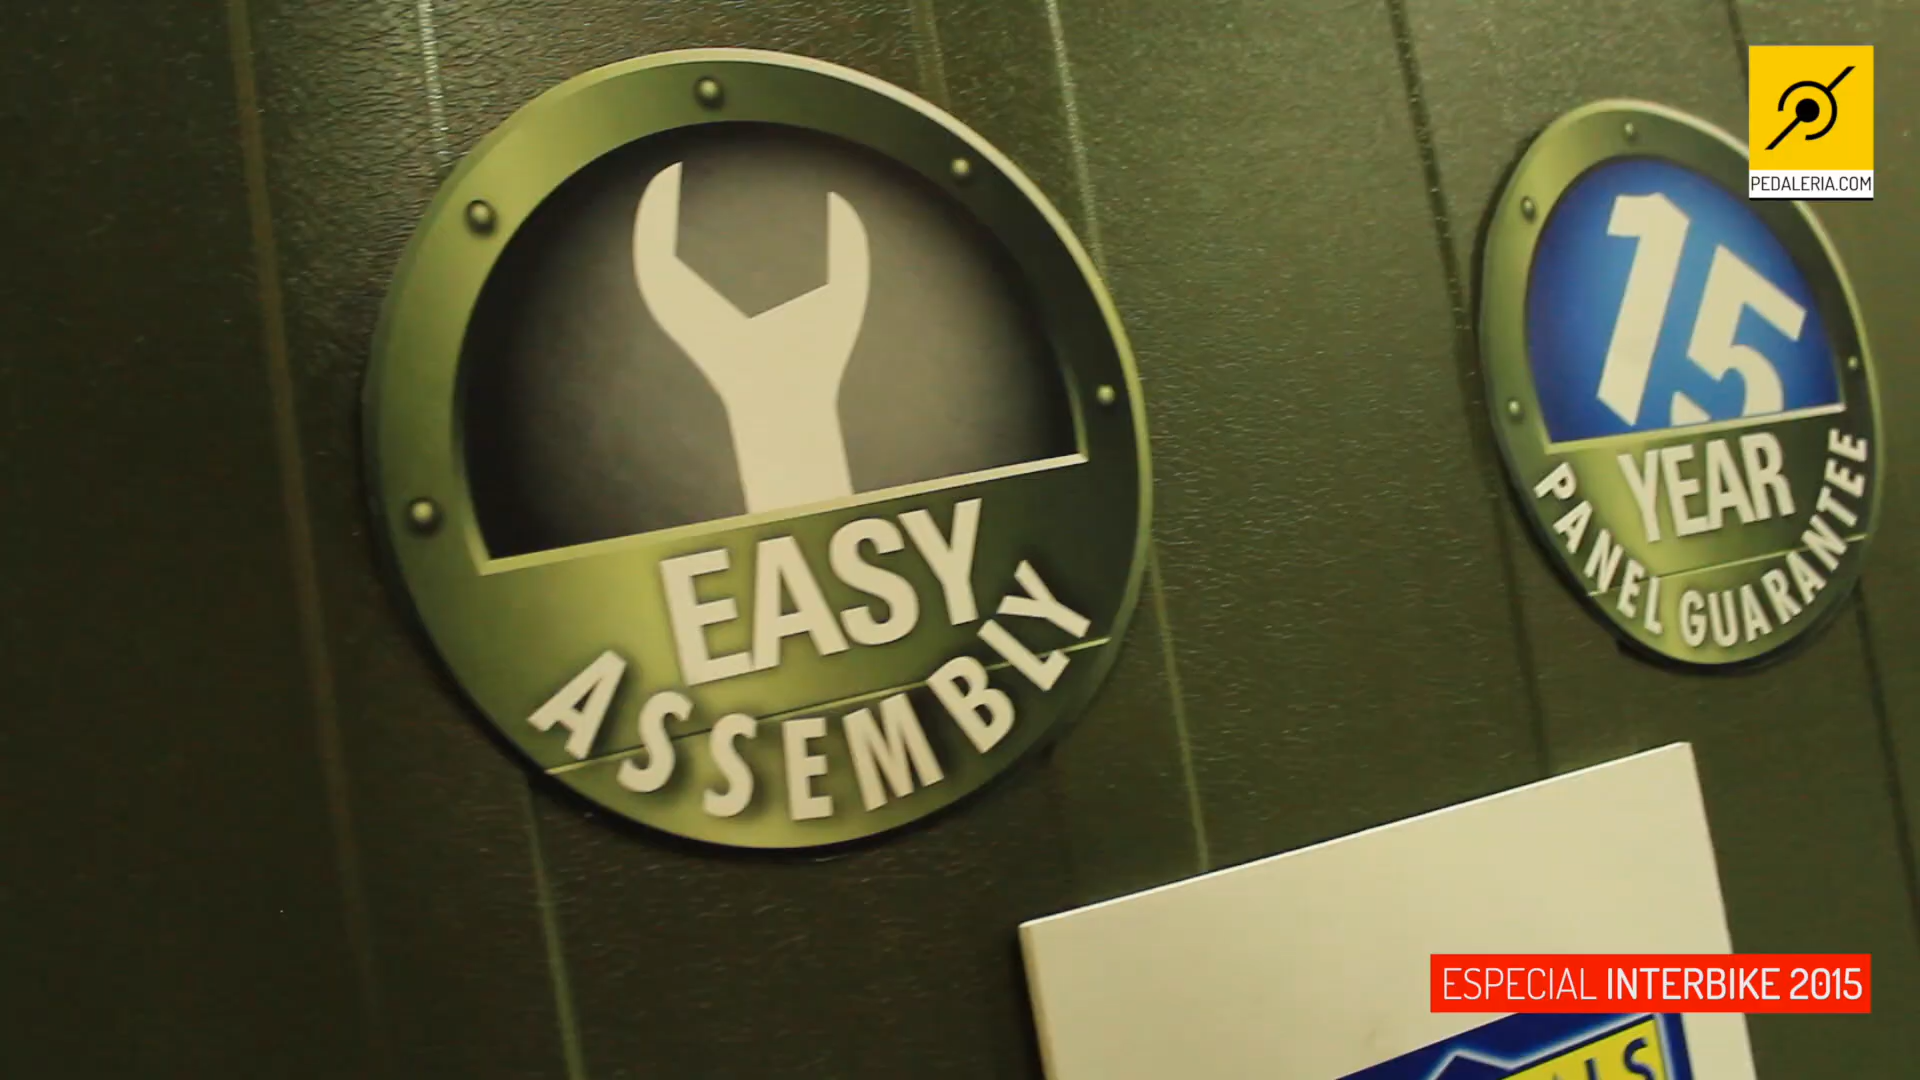 EASY
ASSEMBLY
15
YEAR
PANEL GUARANTEE
PEDALERIA.COM
ESPECIAL INTERBIKE 2015